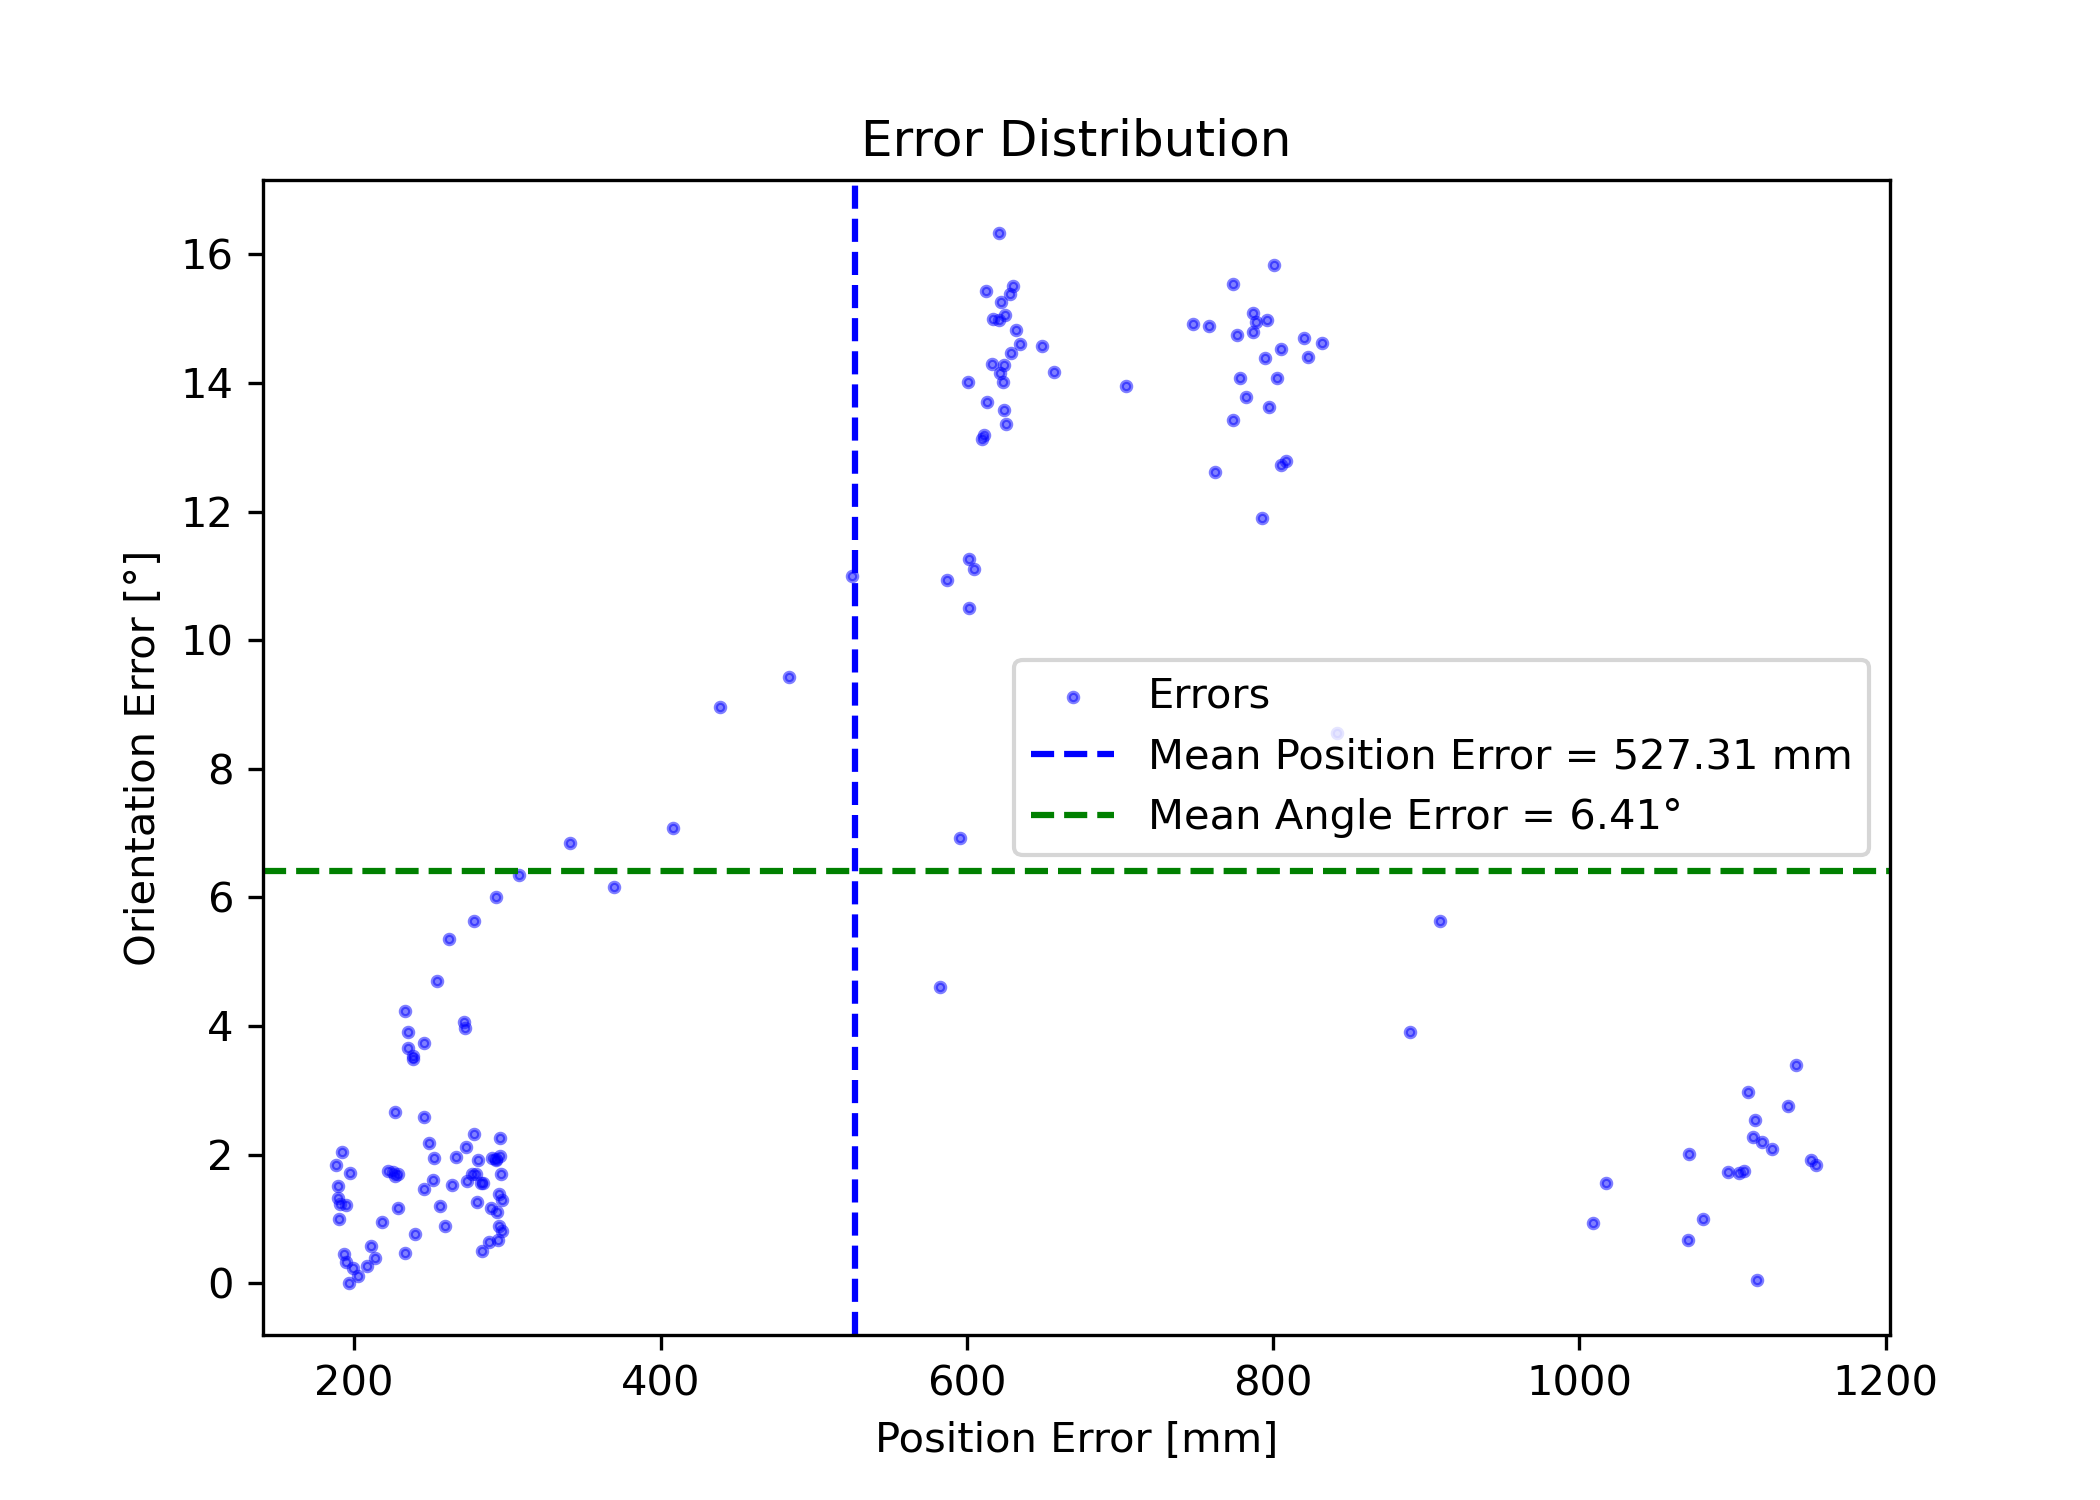 Error Distribution
16
14
12
10
8
6
4
2
0
Orientation Error [°]
Errors
Mean Position Error = 527.31 mm
Mean Angle Error = 6.41°
200 400 600 800 1000 1200
Position Error [mm]